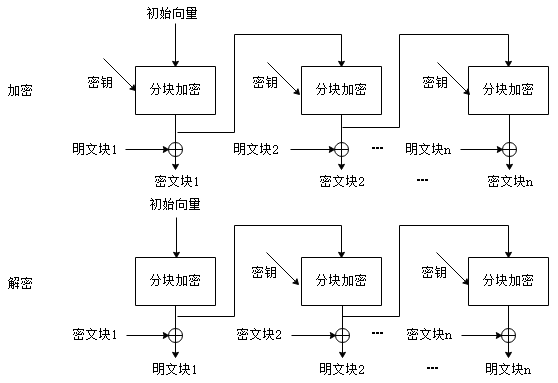 初始向量
密钥
分块加密
密钥
分块加密
密钥
分块加密
加密
明文块1
明文块2
···
明文块n
密文块1
密文块2
···
密文块n
初始向量
分块加密
密钥
分块加密
密钥
分块加密
解密
密文块1
密文块2
···
密文块n
明文块1
明文块2
···
明文块n